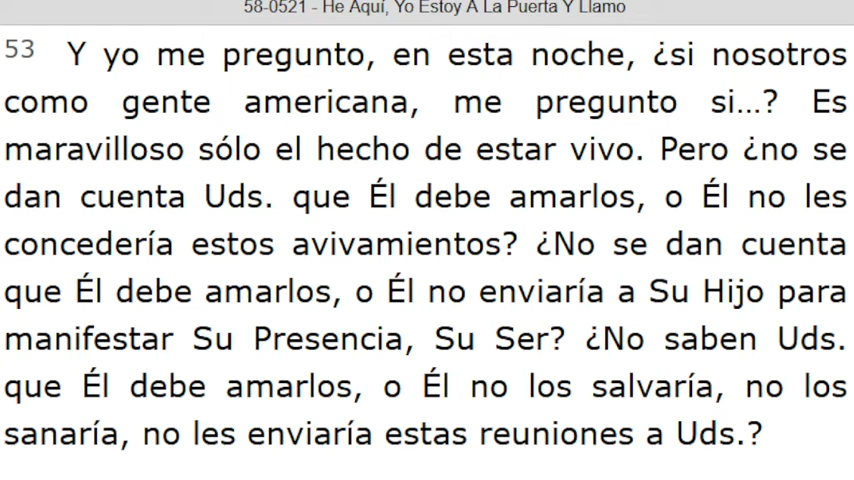 58-0521 - He Aquí, Yo Estoy A La Puerta Y Llamo
53 Y yo me pregunto, en esta noche, ¿si nosotros
como gente americana, me pregunto si...? Es
maravilloso sólo el hecho de estar vivo. Pero ¿no se
dan cuenta Uds. que Él debe amarlos, o Él no les
concedería estos avivamientos? ¿No se dan cuenta
que Él debe amarlos, o Él no enviaría a Su Hijo para
manifestar Su Presencia, Su Ser? ¿No saben Uds.
que Él debe amarlos, o Él no los salvaría, no los
sanaría, no les enviaría estas reuniones a Uds.?